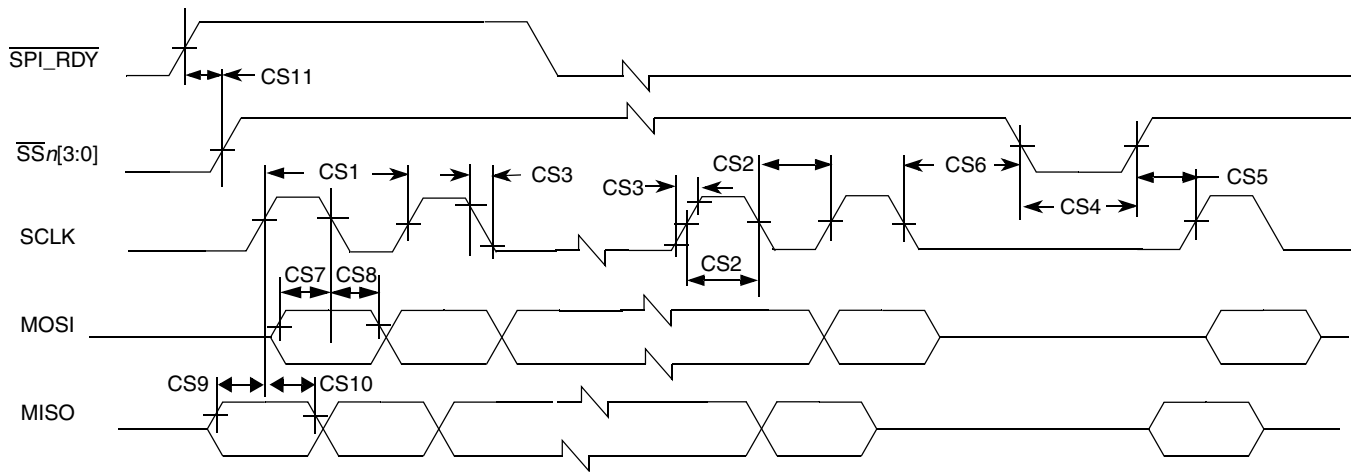 SPI_RDY
CS11
SSn[3:0]
CS1
CS3
CS3
CS2
CS6
CS5
CS4
SCLK
CS2
CS7
CS8
MOSI
CS9
CS10
MISO